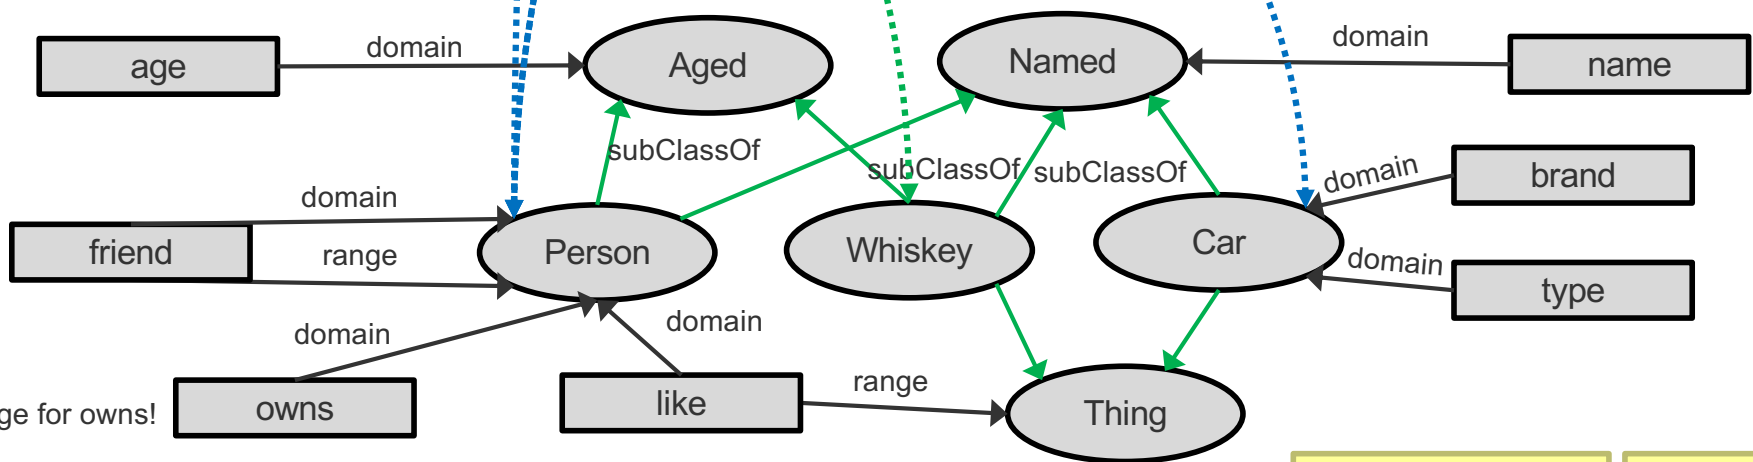 domain
domain
age
Aged
Named
name
subClassOf
subClassOf
subClassOf
domain
brand
domain
friend
range
Person
Whiskey
Car
domain
type
domain
domain
range
ge for owns!
owns
like
Thing